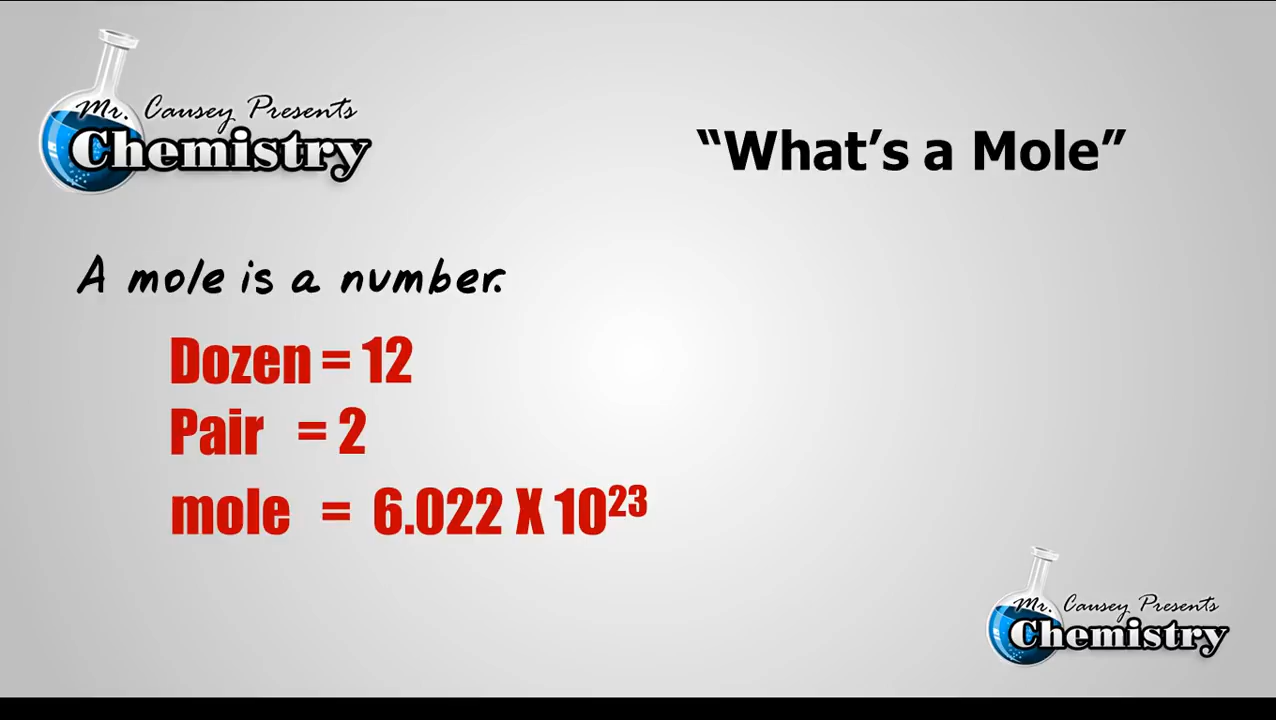 Mr. Causey Presents
Chemistry
“What’s a Mole”
A mole is a number.
Dozen = 12
Pair = 2
mole = 6.022 X 10²³
Mr. Causey Presents
Chemistry